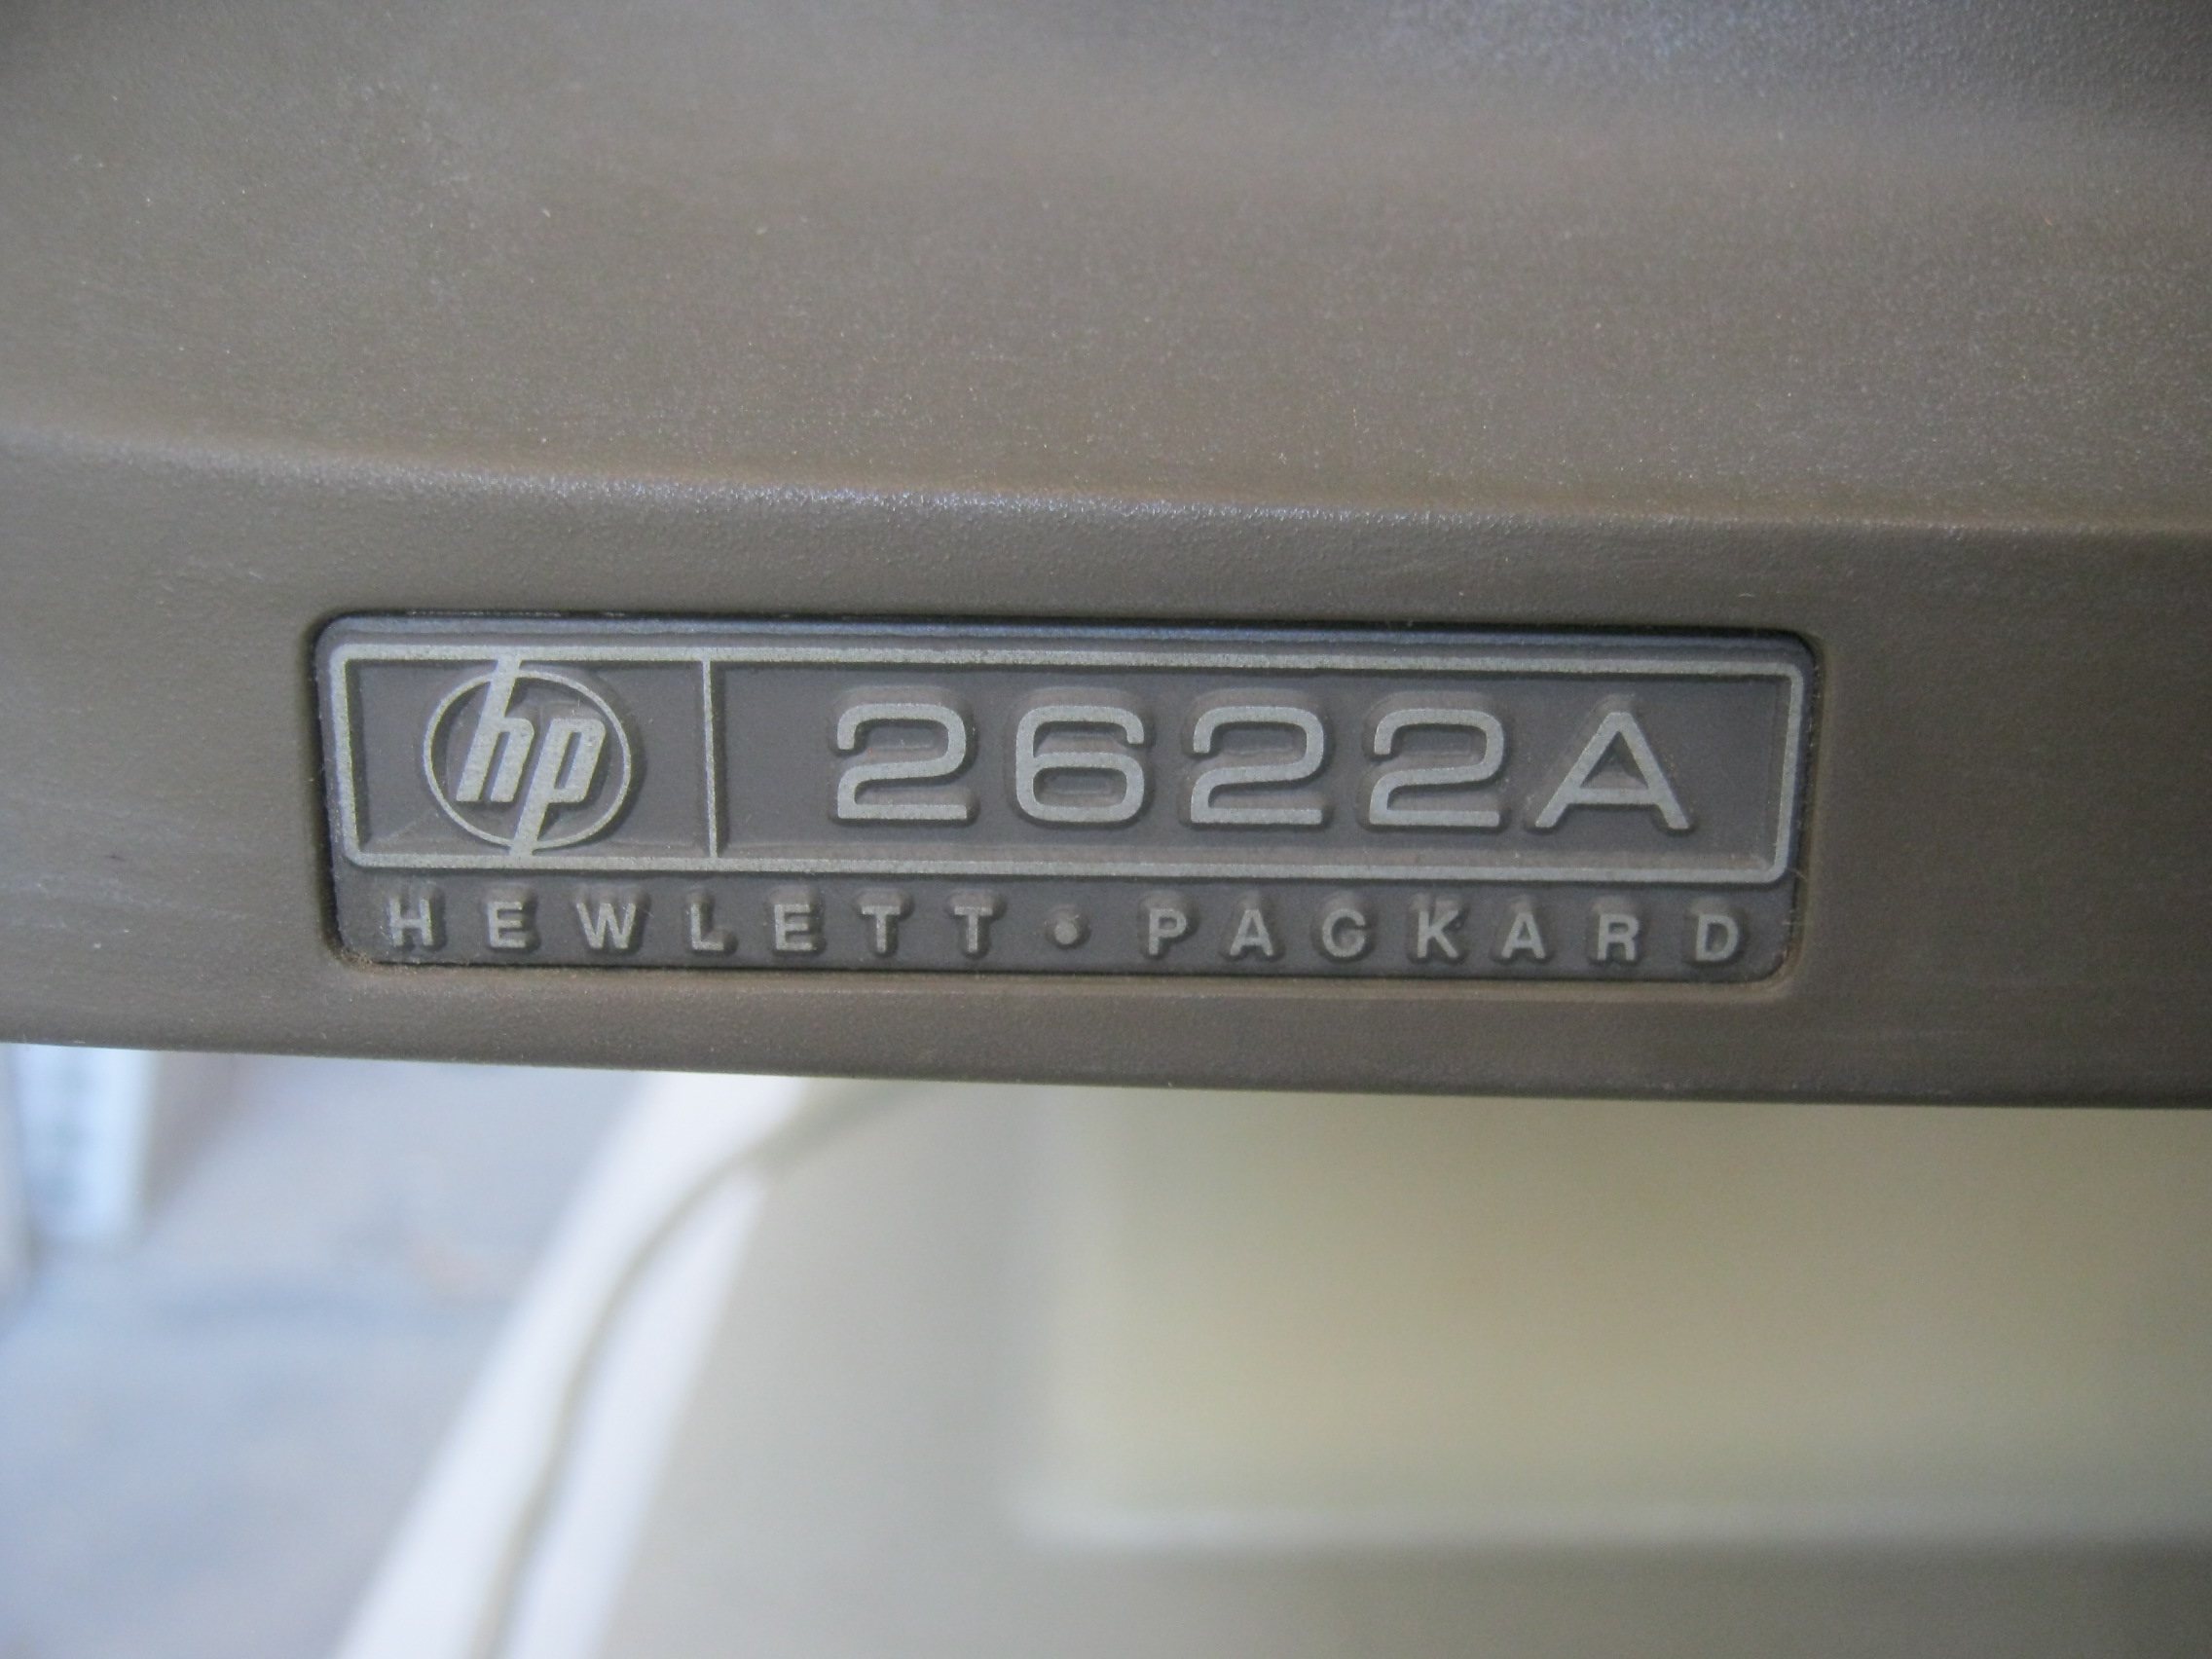 hp 2622A
HEWLETT • PACKARD